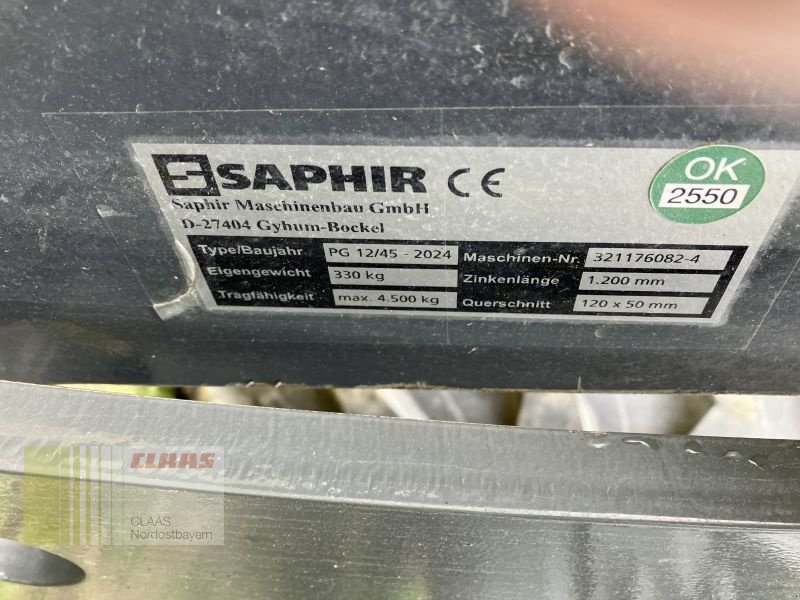 SAPHIR CE
OK
2550
Saphir Maschinenbau GmbH
D-27404 Gyhum-Bockel
Type/Baujahr PG 12/45 - 2024 Maschinen-Nr. 321176082-4
Eigengewicht 330 kg Zinkenlänge 1.200 mm
Tragfähigkeit max. 4.500 kg Querschnitt 120 x 50 mm
CLAAS
CLAAS
Nordostbayern